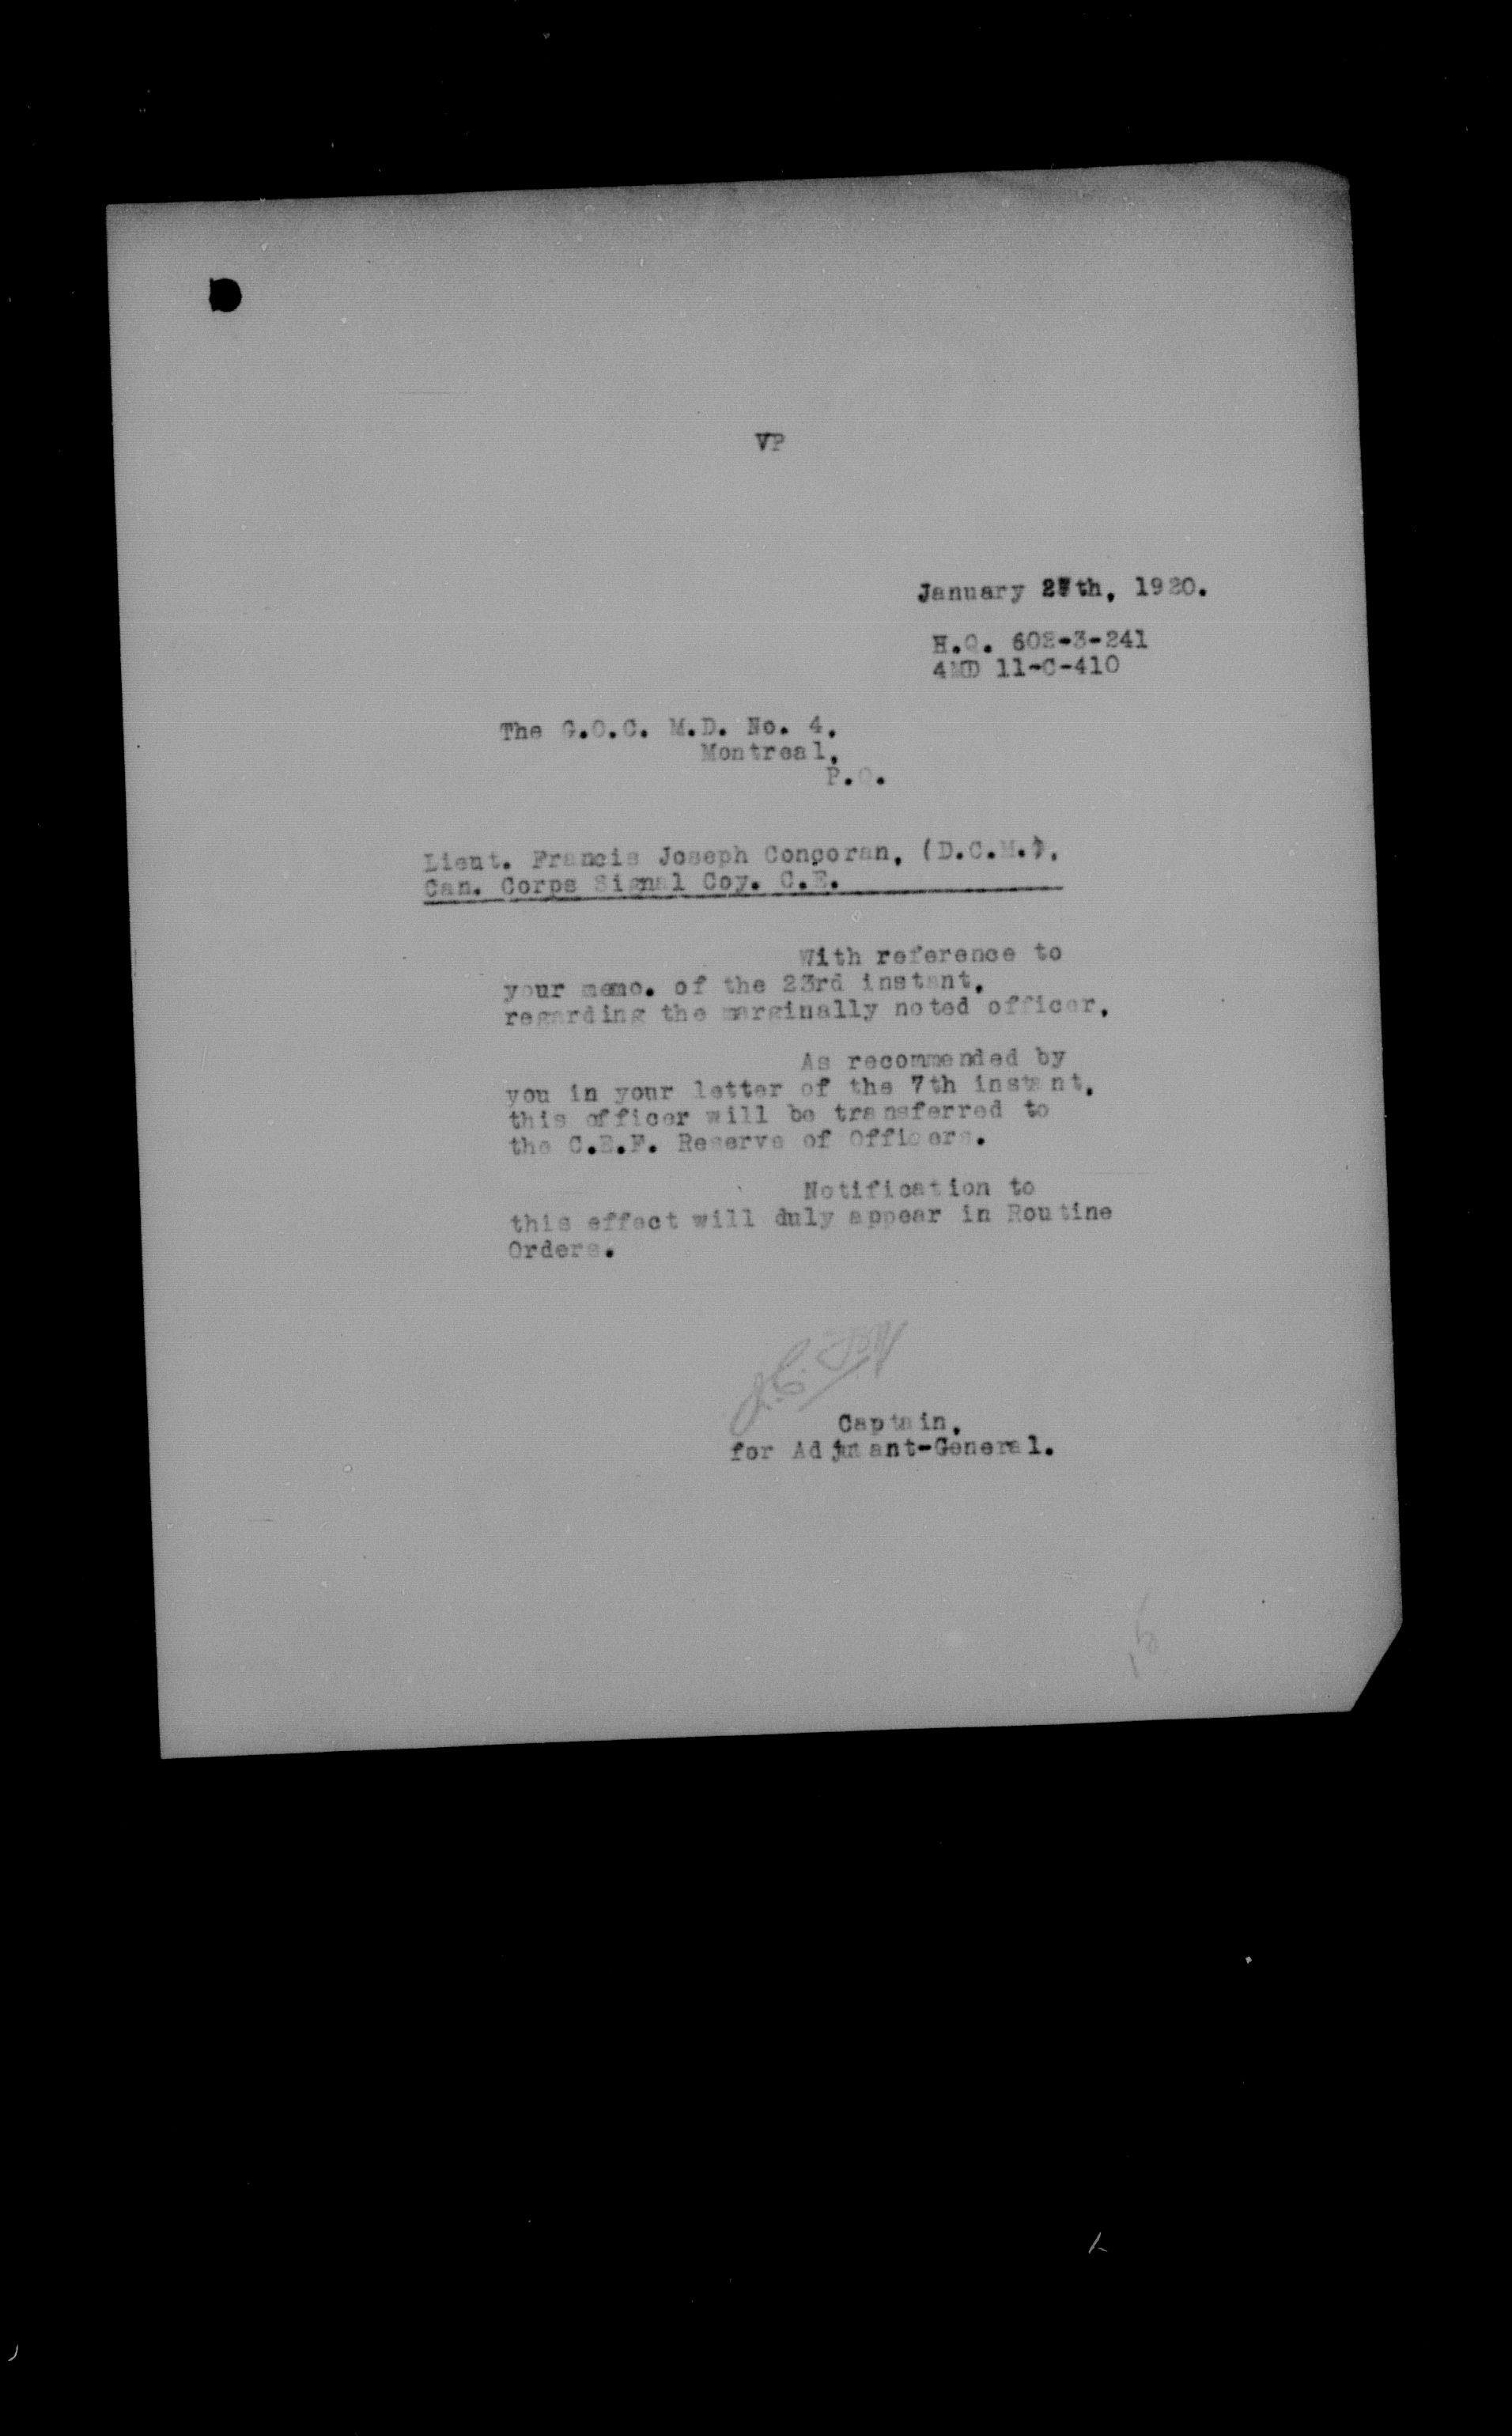 VP
January 27th, 1920.
H.Q. 602-3-241
4MD 11-C-410
The G.O.C. M.D. No. 4,
Montreal,
P.Q.
Lieut. Francis Joseph Concoran, (D.C.M.),
Can. Corps Signal Coy. C.E.
With reference to
your memo. of the 23rd instant,
regarding the marginally noted officer,
As recommended by
you in your letter of the 7th instant,
this officer will be transferred to
the C.E.F. Reserve of Officers.
Notification to
this effect will duly appear in Routine
Orders.
Captain,
for Adjutant-General.